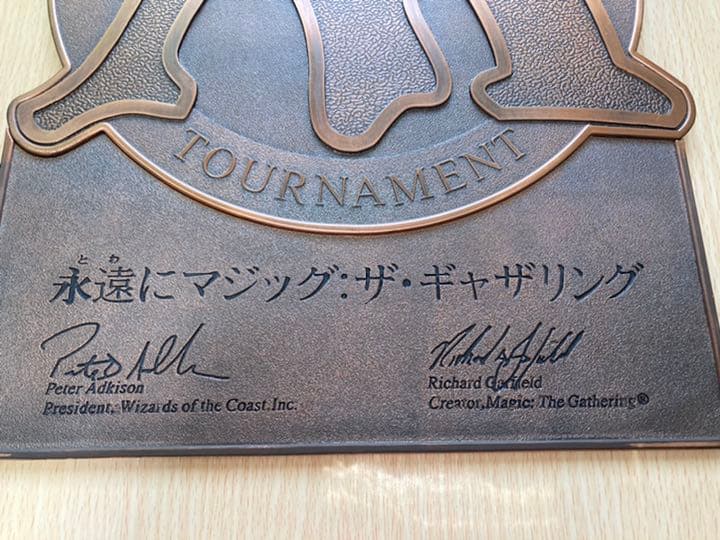 TOURNAMENT
とわ
永遠にマジッグ:ザ・ギャザリング
Peter Adkison
President, Wizards of the Coast, Inc.
Richard Garfield
Creator, Magic: The Gathering®